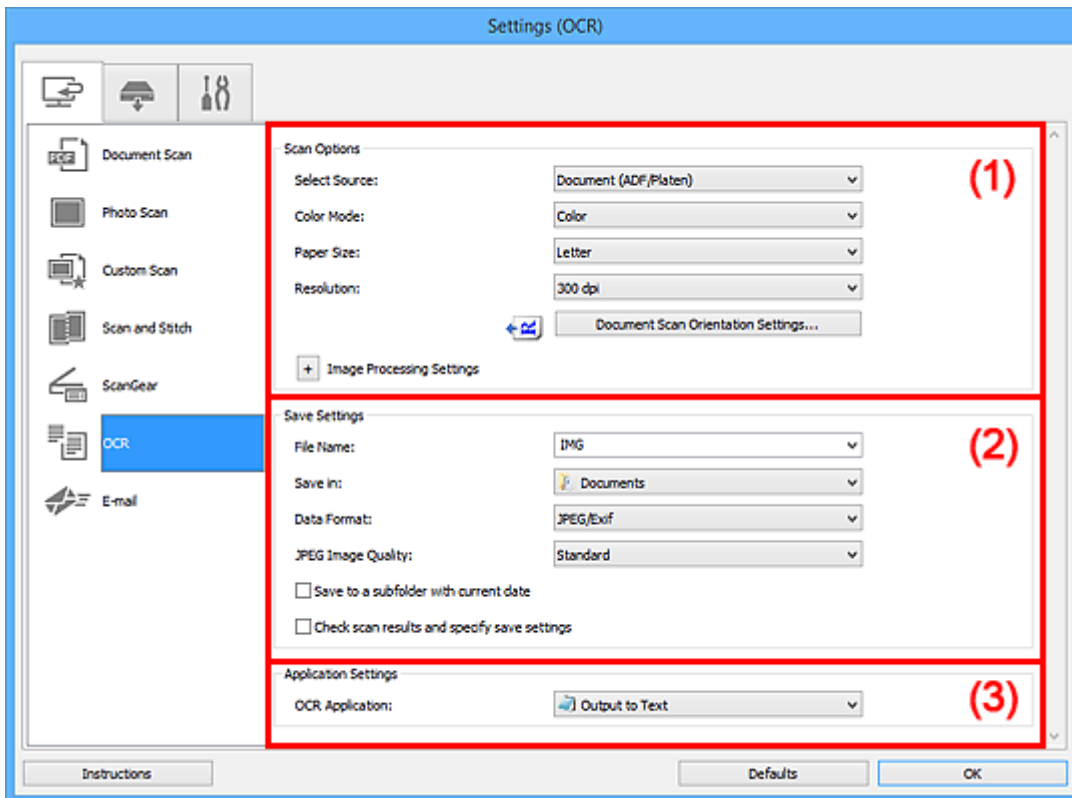 Settings (OCR)
Document Scan
Photo Scan
Custom Scan
Scan and Stitch
ScanGear
OCR
E-mail
Scan Options
(1)
Select Source: Document (ADF/Platen)
Color Mode: Color
Paper Size: Letter
Resolution: 300 dpi
Document Scan Orientation Settings...
+ Image Processing Settings
Save Settings
(2)
File Name: IMG
Save in: Documents
Data Format: JPEG/Exif
JPEG Image Quality: Standard
Save to a subfolder with current date
Check scan results and specify save settings
Application Settings
(3)
OCR Application: Output to Text
Instructions Defaults OK